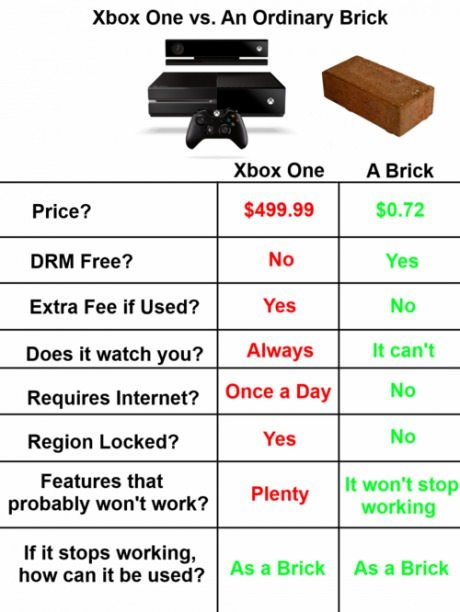 Xbox One vs. An Ordinary Brick
Xbox One A Brick
Price? $499.99 $0.72
DRM Free? No Yes
Extra Fee if Used? Yes No
Does it watch you? Always It can't
Requires Internet? Once a Day No
Region Locked? Yes No
Features that
probably won't work? Plenty It won't stop
working
If it stops working,
how can it be used? As a Brick As a Brick